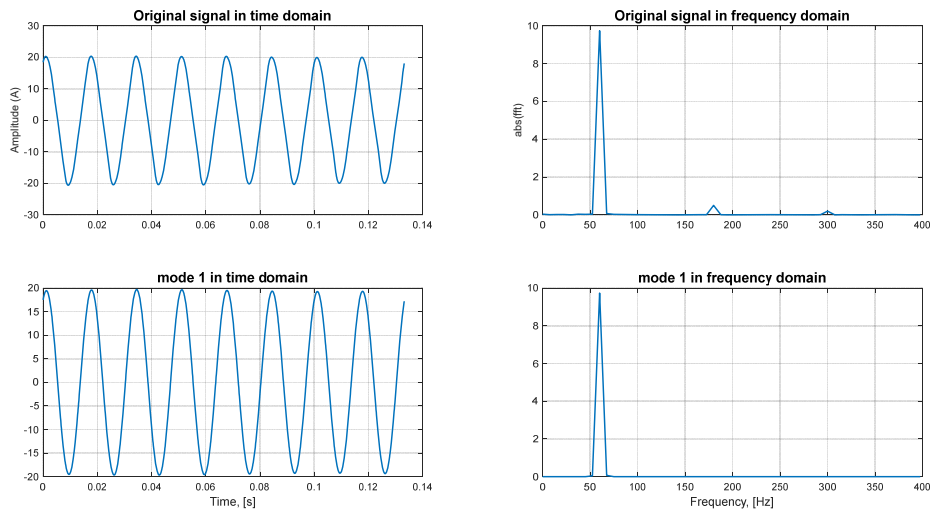 Original signal in time domain
30
20
10
0
-10
-20
-30
Amplitude (A)
0 0.02 0.04 0.06 0.08 0.1 0.12 0.14
Original signal in frequency domain
10
8
6
4
2
0
abs(fft)
0 50 100 150 200 250 300 350 400
mode 1 in time domain
20
15
10
5
0
-5
-10
-15
-20
0 0.02 0.04 0.06 0.08 0.1 0.12 0.14
Time, [s]
mode 1 in frequency domain
10
8
6
4
2
0
0 50 100 150 200 250 300 350 400
Frequency, [Hz]